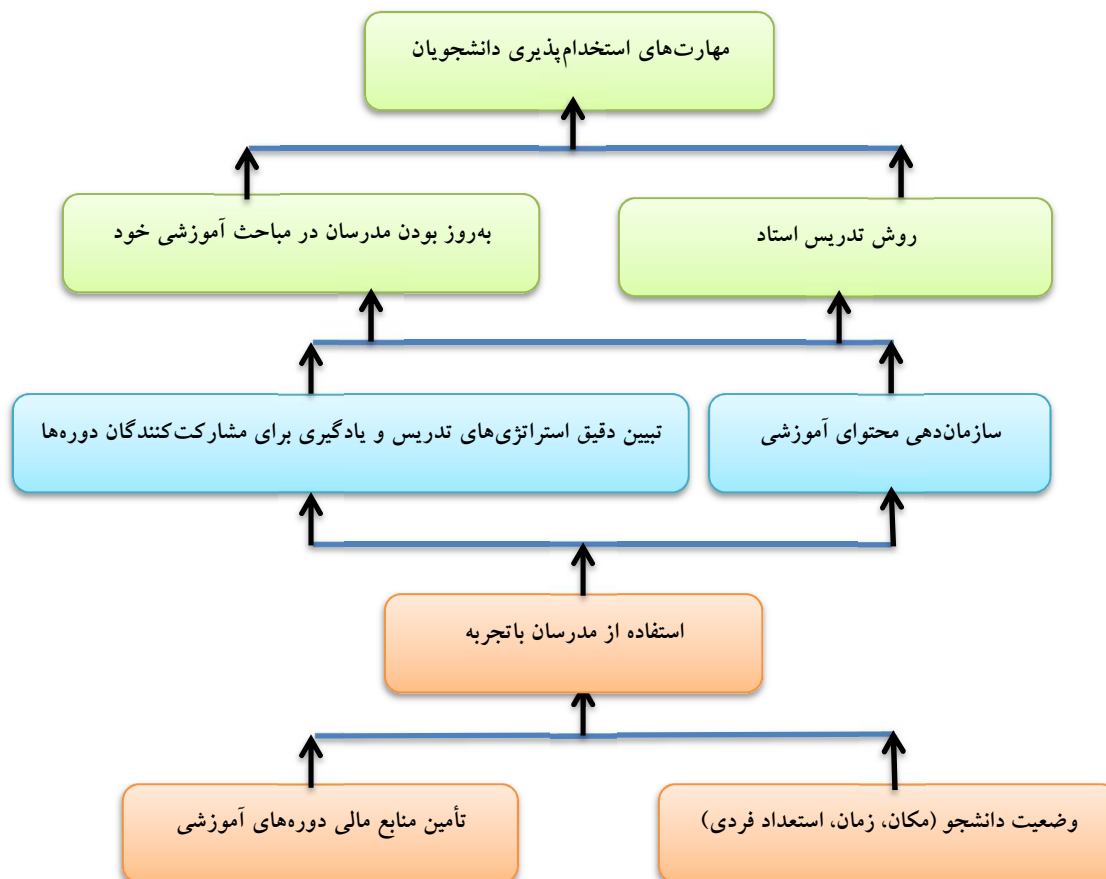 مهارت‌های استخدام‌پذیری دانشجویان
روش تدریس استاد
به‌روز بودن مدرسان در مباحث آموزشی خود
سازمان‌دهی محتوای آموزشی
تبیین دقیق استراتژی‌های تدریس و یادگیری برای مشارکت‌کنندگان دوره‌ها
استفاده از مدرسان باتجربه
وضعیت دانشجو (مکان، زمان، استعداد فردی)
تأمین منابع مالی دوره‌های آموزشی